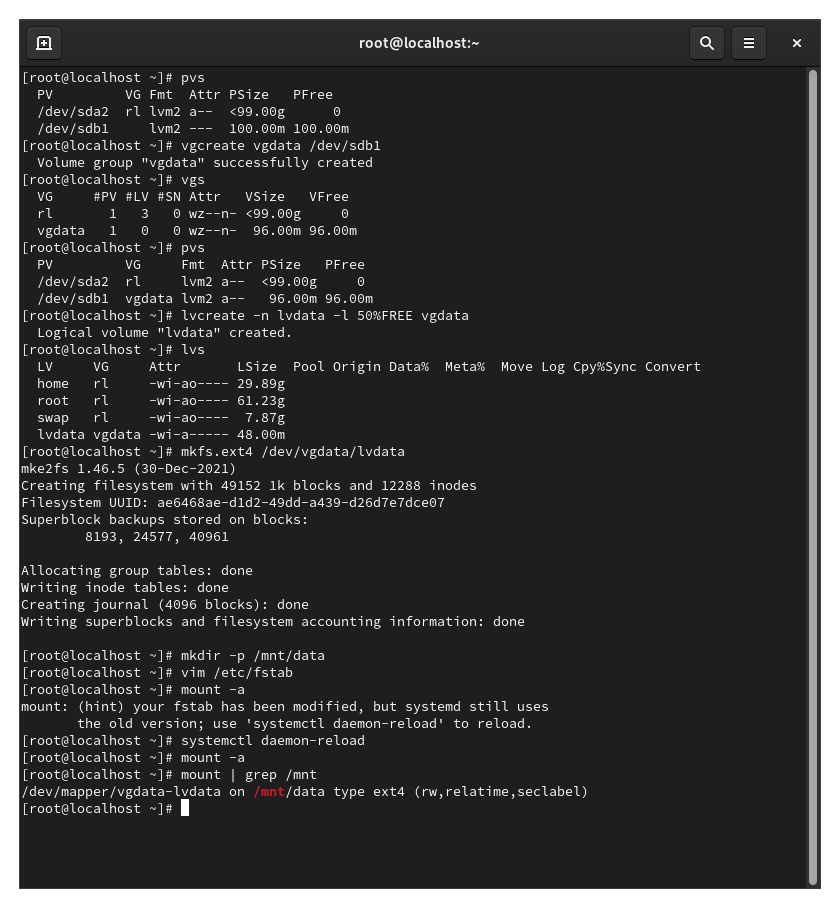 root@localhost:~
[root@localhost ~]# pvs
  PV         VG Fmt  Attr PSize   PFree
  /dev/sda2  rl lvm2 a--  <99.00g      0
  /dev/sdb1     lvm2 ---  100.00m 100.00m
[root@localhost ~]# vgcreate vgdata /dev/sdb1
  Volume group "vgdata" successfully created
[root@localhost ~]# vgs
  VG     #PV #LV #SN Attr   VSize   VFree
  rl       1   3   0 wz--n- <99.00g     0
  vgdata   1   0   0 wz--n-  96.00m 96.00m
[root@localhost ~]# pvs
  PV         VG     Fmt  Attr PSize   PFree
  /dev/sda2  rl     lvm2 a--  <99.00g     0
  /dev/sdb1  vgdata lvm2 a--   96.00m 96.00m
[root@localhost ~]# lvcreate -n lvdata -l 50%FREE vgdata
  Logical volume "lvdata" created.
[root@localhost ~]# lvs
  LV     VG     Attr       LSize  Pool Origin Data%  Meta%  Move Log Cpy%Sync Convert
  home   rl     -wi-ao---- 29.89g
  root   rl     -wi-ao---- 61.23g
  swap   rl     -wi-ao----  7.87g
  lvdata vgdata -wi-a----- 48.00m
[root@localhost ~]# mkfs.ext4 /dev/vgdata/lvdata
mke2fs 1.46.5 (30-Dec-2021)
Creating filesystem with 49152 1k blocks and 12288 inodes
Filesystem UUID: ae6468ae-d1d2-49dd-a439-d26d7e7dce07
Superblock backups stored on blocks:
        8193, 24577, 40961

Allocating group tables: done
Writing inode tables: done
Creating journal (4096 blocks): done
Writing superblocks and filesystem accounting information: done

[root@localhost ~]# mkdir -p /mnt/data
[root@localhost ~]# vim /etc/fstab
[root@localhost ~]# mount -a
mount: (hint) your fstab has been modified, but systemd still uses
       the old version; use 'systemctl daemon-reload' to reload.
[root@localhost ~]# systemctl daemon-reload
[root@localhost ~]# mount -a
[root@localhost ~]# mount | grep /mnt
/dev/mapper/vgdata-lvdata on /mnt/data type ext4 (rw,relatime,seclabel)
[root@localhost ~]#